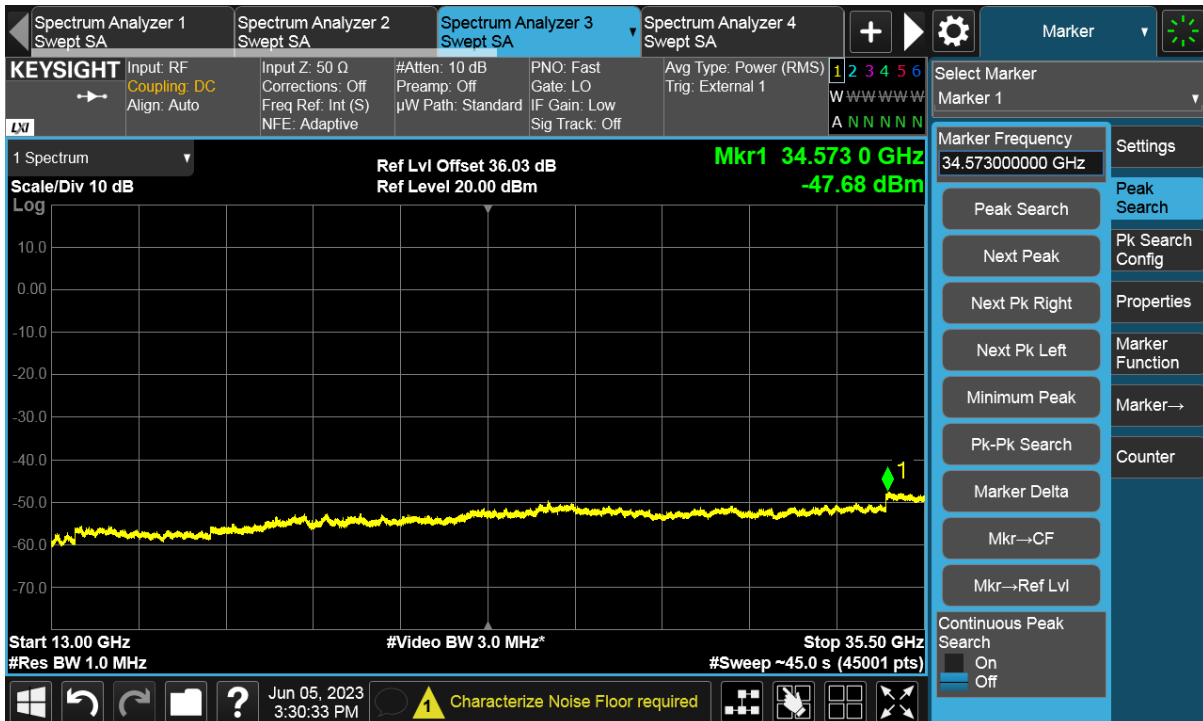 Spectrum Analyzer 1
Swept SA
Spectrum Analyzer 2
Swept SA
Spectrum Analyzer 3
Swept SA
Spectrum Analyzer 4
Swept SA
+
Marker
KEYSIGHT
LXI
Input: RF
Coupling: DC
Align: Auto
Input Z: 50 Ω
Corrections: Off
Freq Ref: Int (S)
NFE: Adaptive
#Atten: 10 dB
Preamp: Off
µW Path: Standard
PNO: Fast
Gate: LO
IF Gain: Low
Sig Track: Off
Avg Type: Power (RMS)
Trig: External 1
1 2 3 4 5 6
W W W W W W
A N N N N N
Select Marker
Marker 1
1 Spectrum
Scale/Div 10 dB
Log
Ref Lvl Offset 36.03 dB
Ref Level 20.00 dBm
Mkr1 34.573 0 GHz
-47.68 dBm
10.0
0.00
-10.0
-20.0
-30.0
-40.0
-50.0
-60.0
-70.0
1
Start 13.00 GHz
#Res BW 1.0 MHz
#Video BW 3.0 MHz*
Stop 35.50 GHz
#Sweep ~45.0 s (45001 pts)
Marker Frequency
34.573000000 GHz
Peak Search
Next Peak
Next Pk Right
Next Pk Left
Minimum Peak
Pk-Pk Search
Marker Delta
Mkr→CF
Mkr→Ref Lvl
Continuous Peak
Search
On
Off
Settings
Peak
Search
Pk Search
Config
Properties
Marker
Function
Marker→
Counter
?
Jun 05, 2023
3:30:33 PM
1
Characterize Noise Floor required